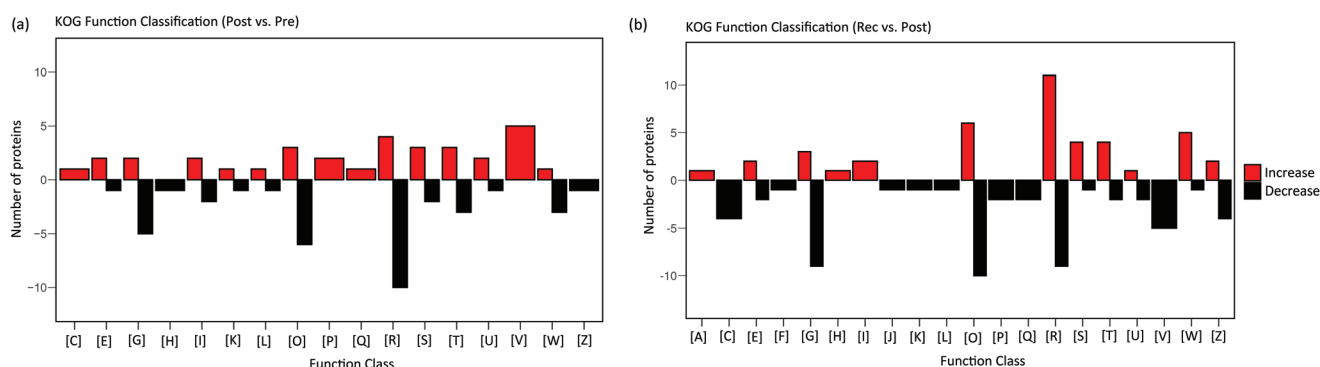 (a) KOG Function Classification (Post vs. Pre)
10
5
0
−5
−10
Number of proteins
[C] [E] [G] [H] [I] [K] [L] [O] [P] [Q] [R] [S] [T] [U] [V] [W] [Z]
Function Class
(b) KOG Function Classification (Rec vs. Post)
10
5
0
-5
-10
Number of proteins
[A] [C] [E] [F] [G] [H] [I] [J] [K] [L] [O] [P] [Q] [R] [S] [T] [U] [V] [W] [Z]
Function Class
Increase
Decrease